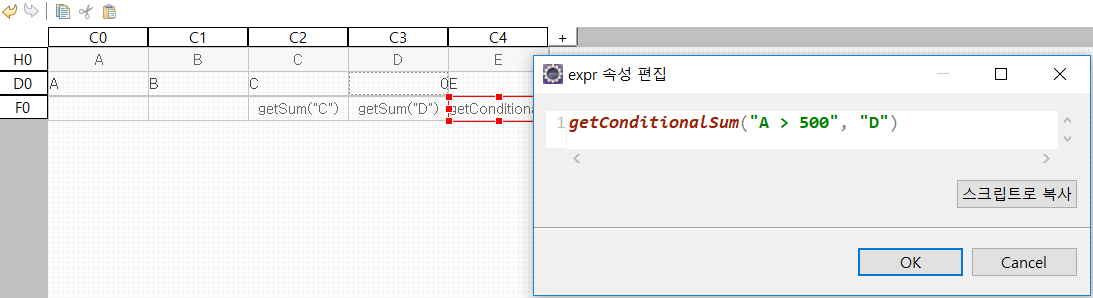 C0 C1 C2 C3 C4 +
H0 A B C D E
D0 A B C 0 E
F0 getSum("C") getSum("D") getConditiona
expr 속성 편집
1 getConditionalSum("A > 500", "D")
스크립트로 복사
OK Cancel